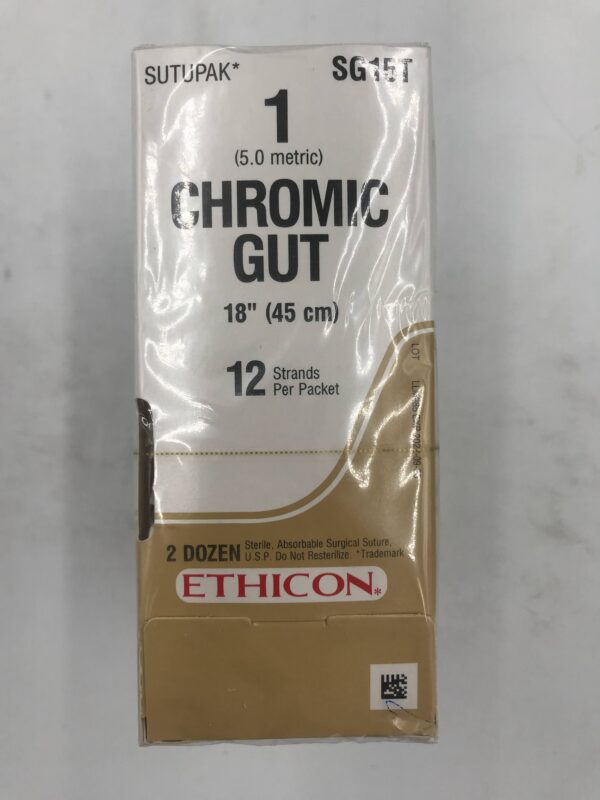 SUTUPAK* SG15T
1
(5.0 metric)
CHROMIC
GUT
18" (45 cm)
12 Strands
Per Packet
LOT
2 DOZEN Sterile, Absorbable Surgical Suture,
U.S.P. Do Not Resterilize. *Trademark
ETHICON*